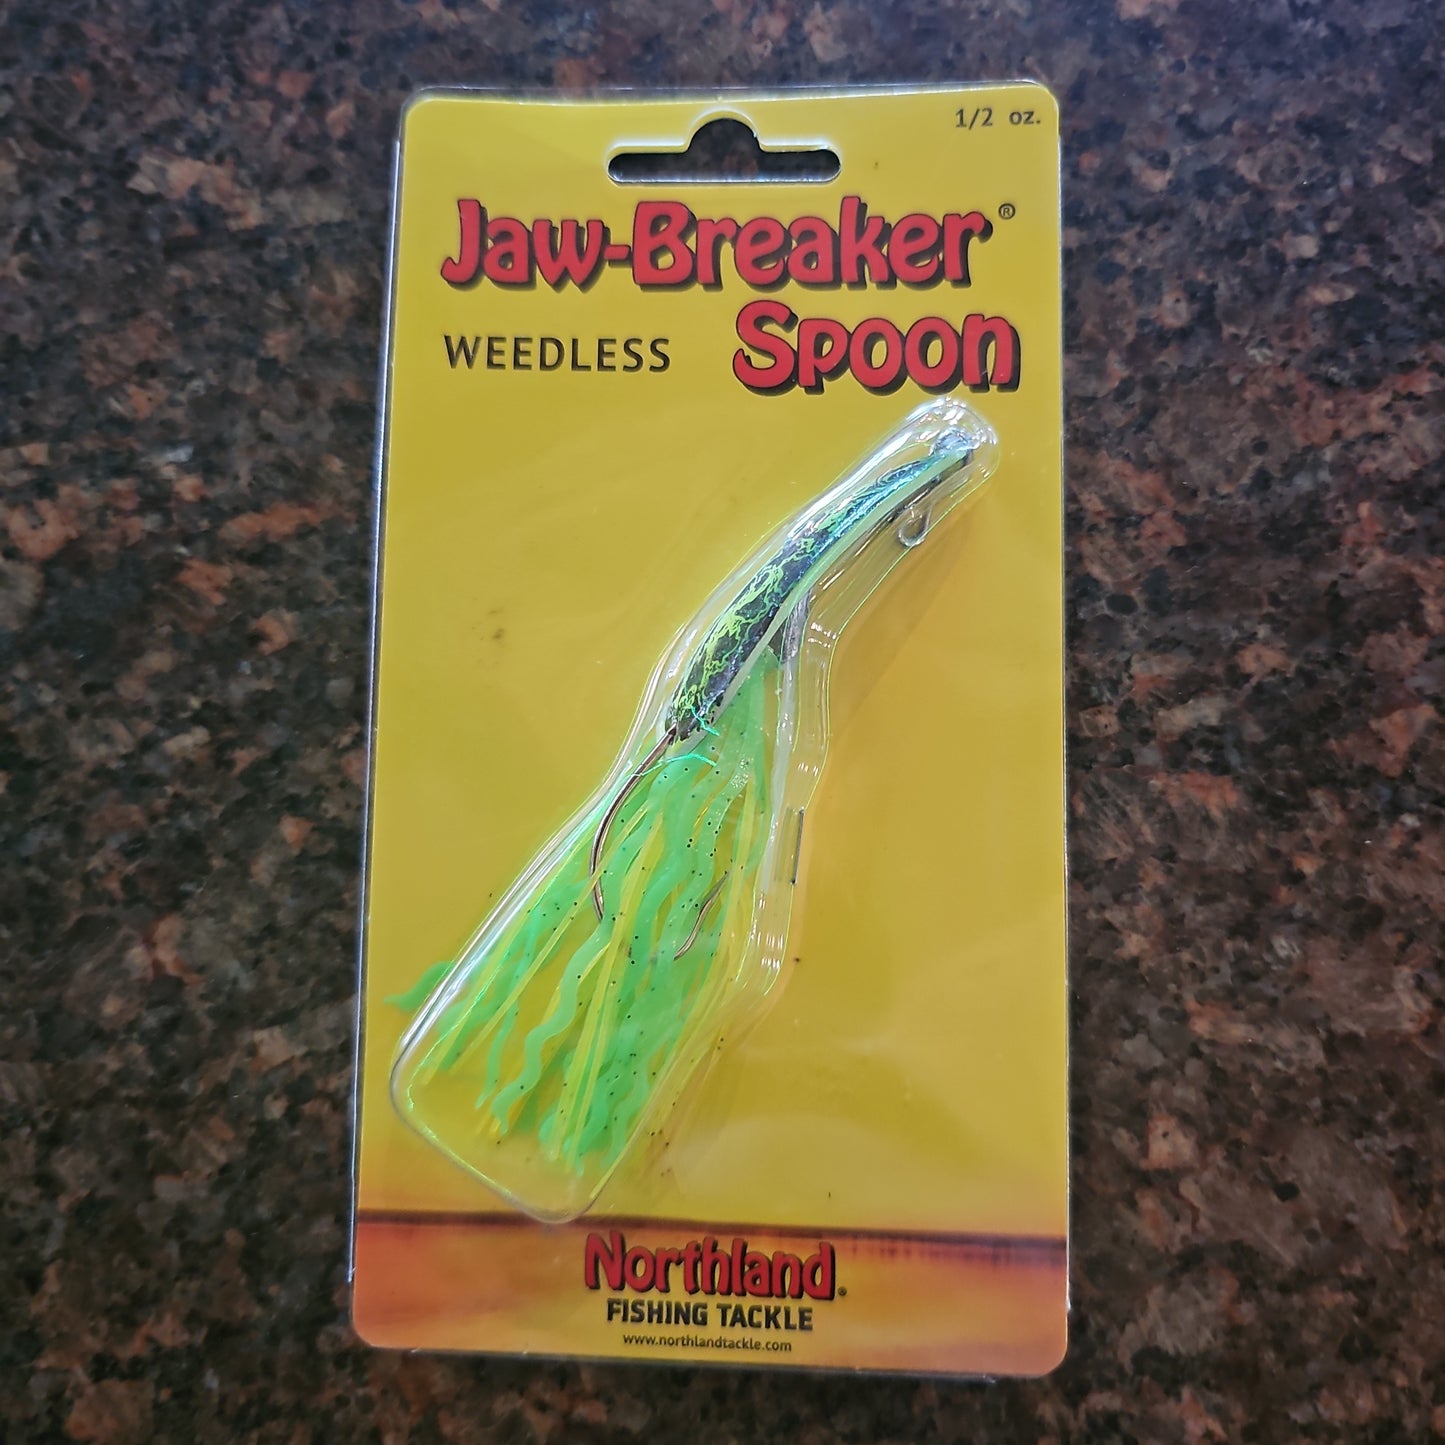 1/2 oz.
Jaw-Breaker®
WEEDLESS Spoon
Northland®
FISHING TACKLE
www.northlandtackle.com